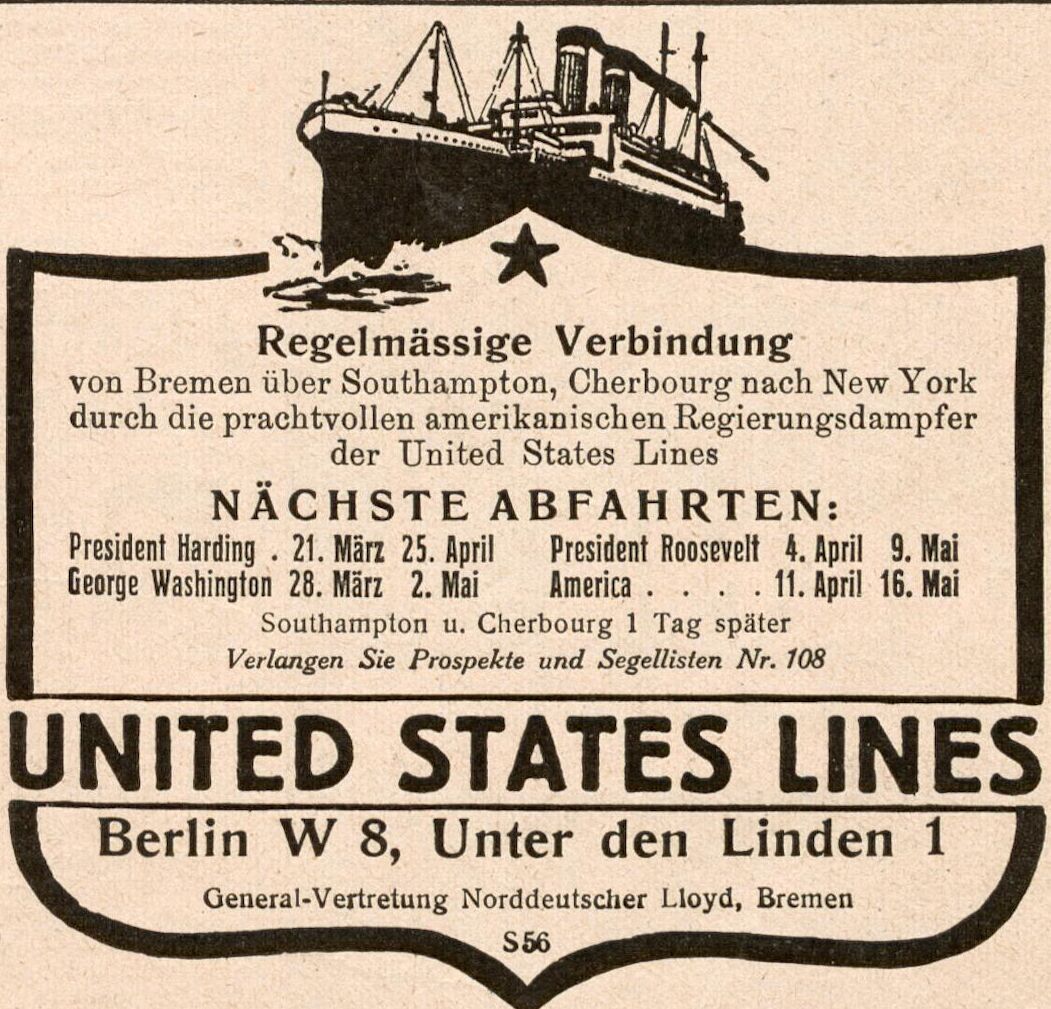 Regelmässige Verbindung
von Bremen über Southampton, Cherbourg nach New York
durch die prachtvollen amerikanischen Regierungsdampfer
der United States Lines
NÄCHSTE ABFAHRTEN:
President Harding . 21. März 25. April President Roosevelt 4. April 9. Mai
George Washington 28. März 2. Mai America . . . . 11. April 16. Mai
Southampton u. Cherbourg 1 Tag später
Verlangen Sie Prospekte und Segellisten Nr. 108
UNITED STATES LINES
Berlin W 8, Unter den Linden 1
General-Vertretung Norddeutscher Lloyd, Bremen
S56